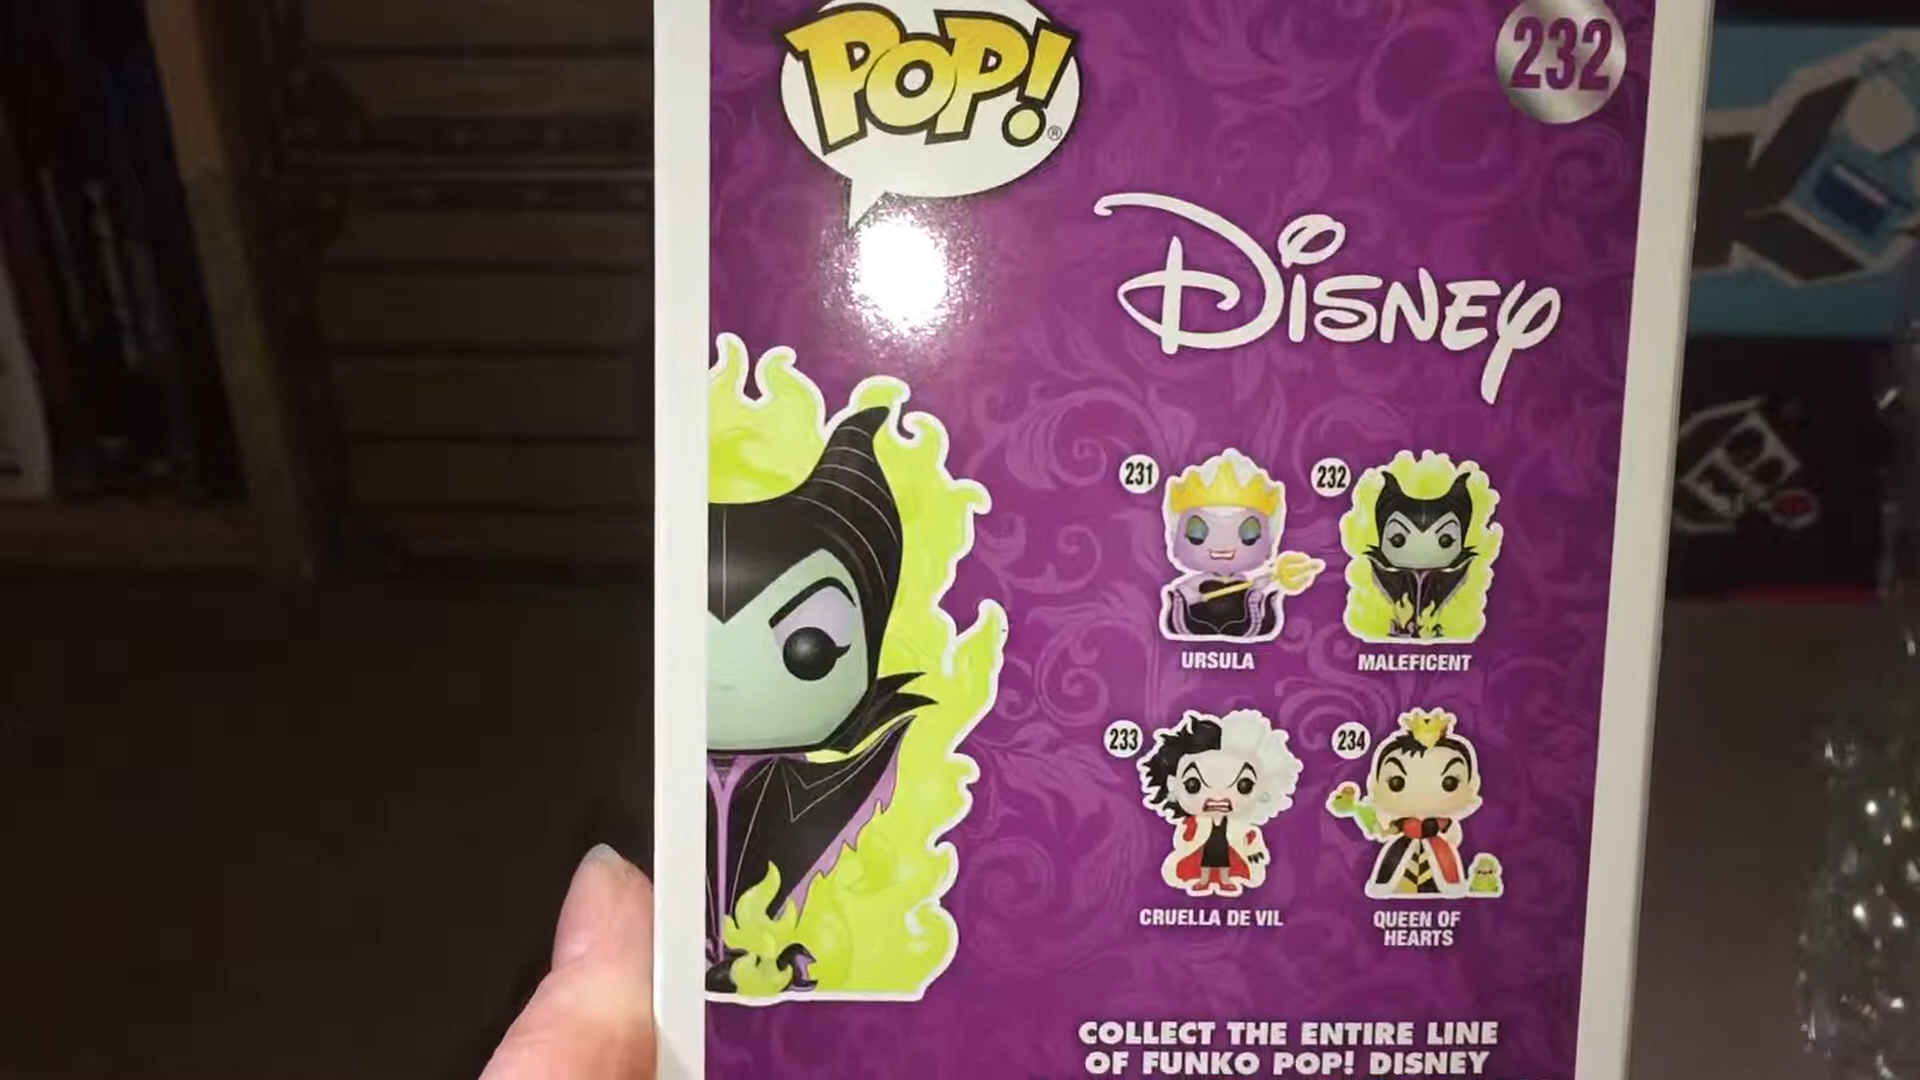 POP!®
232
DISNEY
231
232
URSULA
MALEFICENT
233
234
CRUELLA DE VIL
QUEEN OF
HEARTS
COLLECT THE ENTIRE LINE
OF FUNKO POP! DISNEY